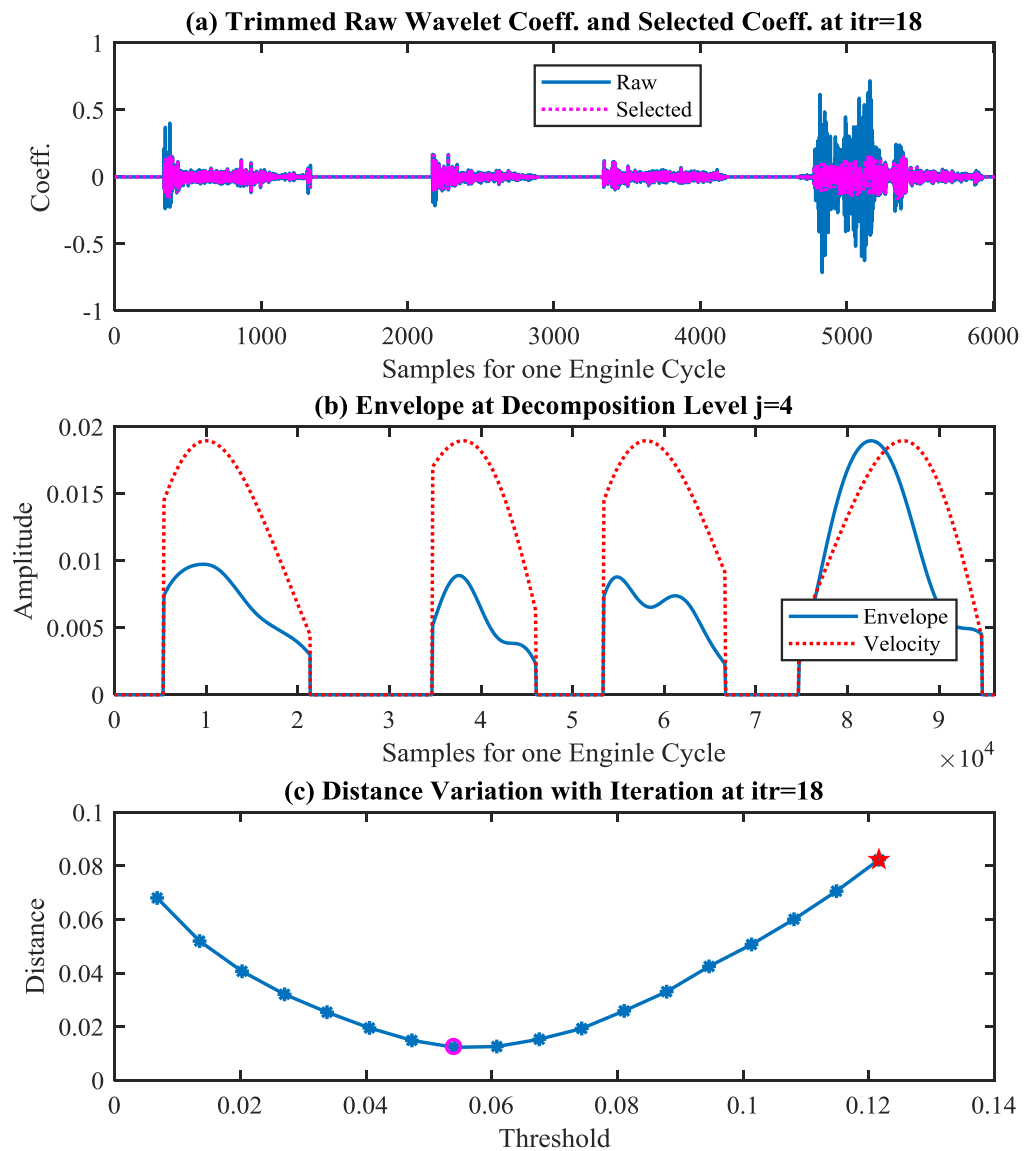 (a) Trimmed Raw Wavelet Coeff. and Selected Coeff. at itr=18
1
0.5
0
-0.5
-1
Coeff.
Raw
Selected
0 1000 2000 3000 4000 5000 6000
Samples for one Enginle Cycle
(b) Envelope at Decomposition Level j=4
0.02
0.015
0.01
0.005
0
Amplitude
Envelope
Velocity
0 1 2 3 4 5 6 7 8 9
×10^4
Samples for one Enginle Cycle
(c) Distance Variation with Iteration at itr=18
0.1
0.08
0.06
0.04
0.02
0
Distance
0 0.02 0.04 0.06 0.08 0.1 0.12 0.14
Threshold